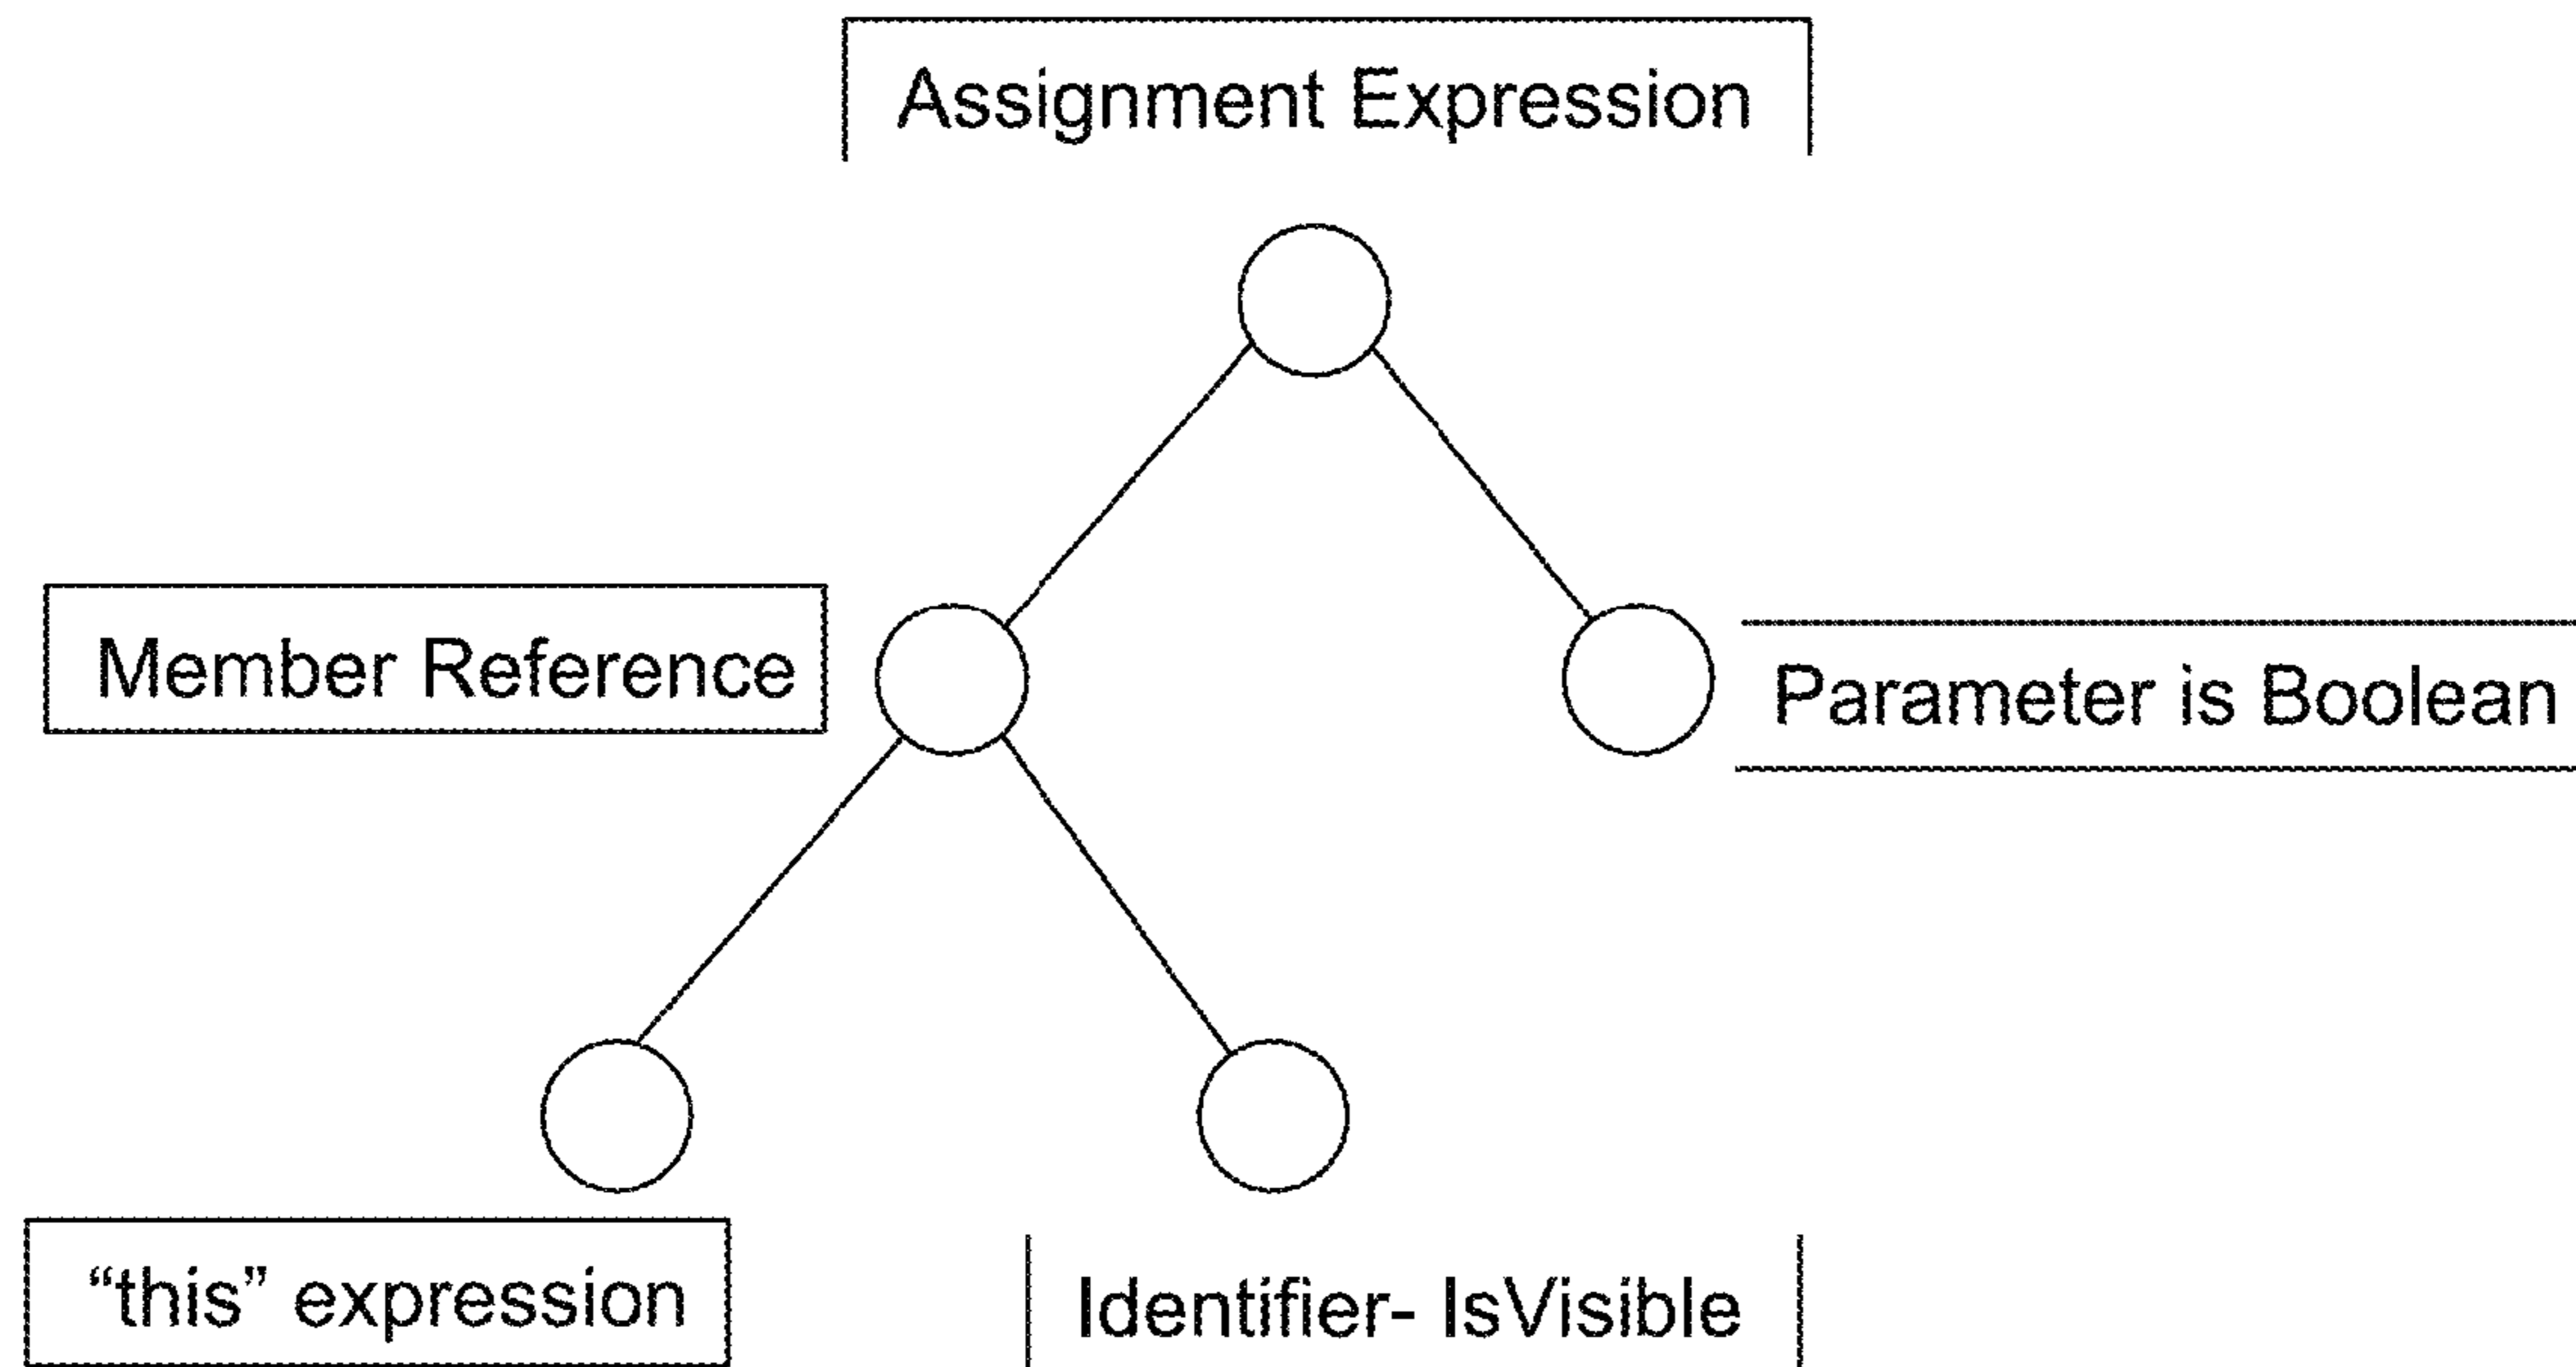 Assignment Expression
Member Reference
Parameter is Boolean
“this” expression
Identifier- IsVisible